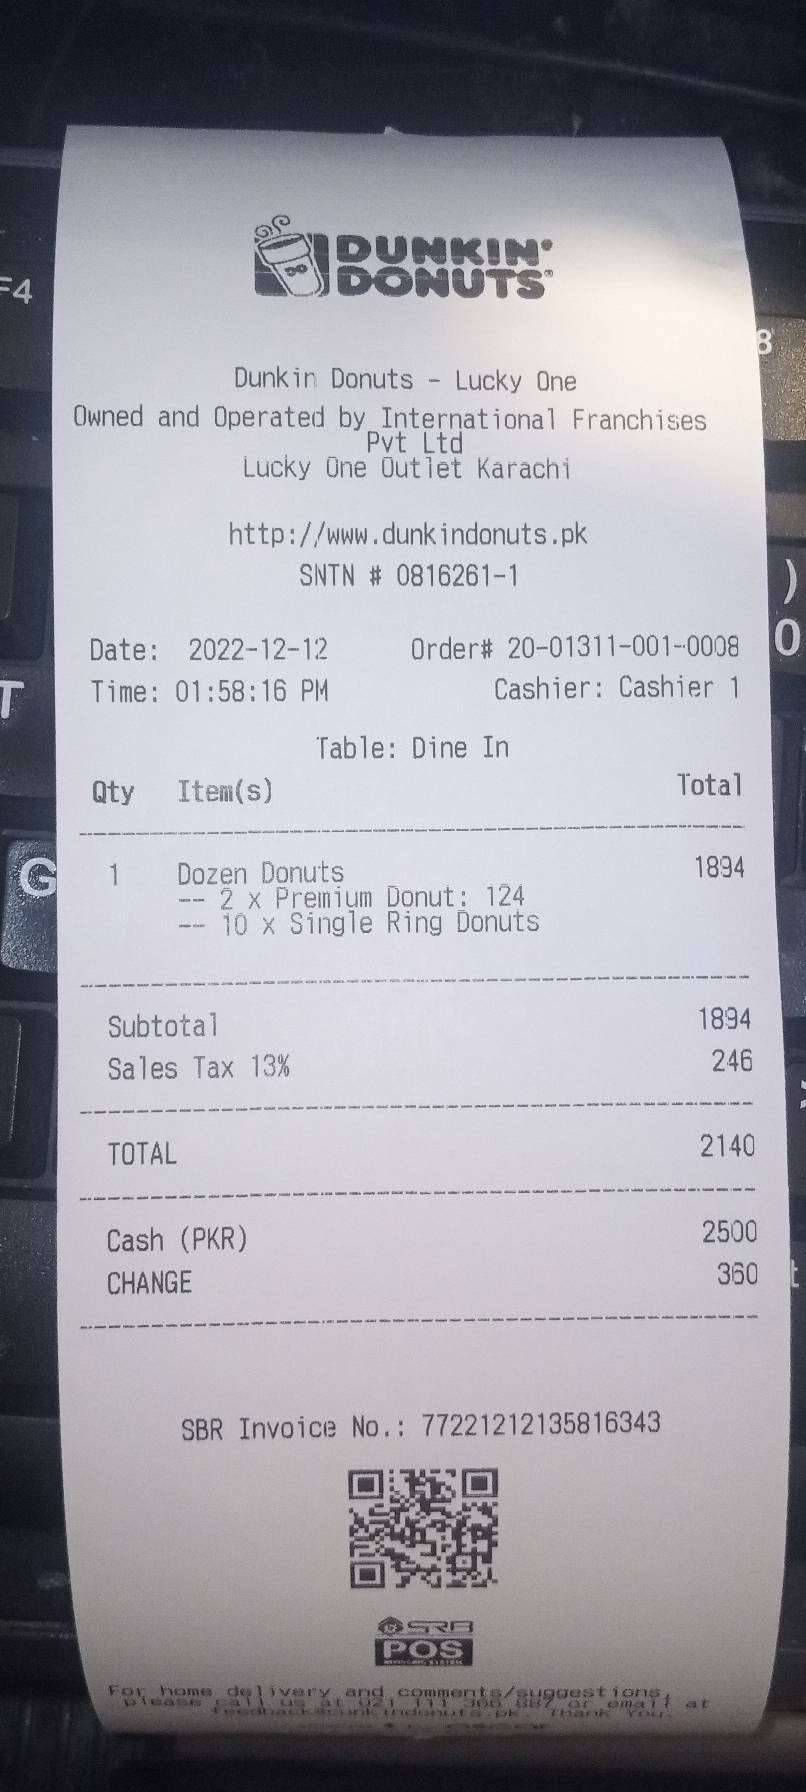 DUNKIN'
DONUTS
Dunkin Donuts - Lucky One
Owned and Operated by International Franchises
Pvt Ltd
Lucky One Outlet Karachi
http://www.dunkindonuts.pk
SNTN # 0816261-1
Date: 2022-12-12 Order# 20-01311-001-0008
Time: 01:58:16 PM Cashier: Cashier 1
Table: Dine In
Qty Item(s) Total
1 Dozen Donuts 1894
-- 2 x Premium Donut: 124
-- 10 x Single Ring Donuts
Subtotal 1894
Sales Tax 13% 246
TOTAL 2140
Cash (PKR) 2500
CHANGE 360
SBR Invoice No.: 77221212135816343
SRB
POS
For home delivery and comments/suggestions,
please call us at 021 111 366 887 or email at
feedback@dunkindonuts.pk. Thank You.
F4
8
)
0
T
G